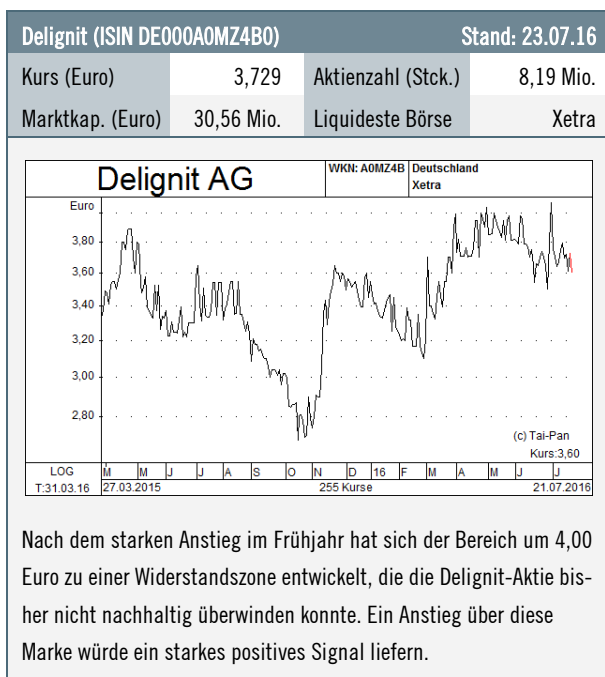 Delignit (ISIN DE000A0MZ4B0) Stand: 23.07.16
Kurs (Euro) 3,729 Aktienzahl (Stck.) 8,19 Mio.
Marktkap. (Euro) 30,56 Mio. Liquideste Börse Xetra
Delignit AG
WKN: A0MZ4B Deutschland
Xetra
Euro
3,80
3,60
3,40
3,20
3,00
2,80
(c) Tai-Pan
Kurs:3,60
LOG M M J J A S O N D 16 F M A M J J
T:31.03.16 27.03.2015 255 Kurse 21.07.2016
Nach dem starken Anstieg im Frühjahr hat sich der Bereich um 4,00
Euro zu einer Widerstandszone entwickelt, die die Delignit-Aktie bis-
her nicht nachhaltig überwinden konnte. Ein Anstieg über diese
Marke würde ein starkes positives Signal liefern.